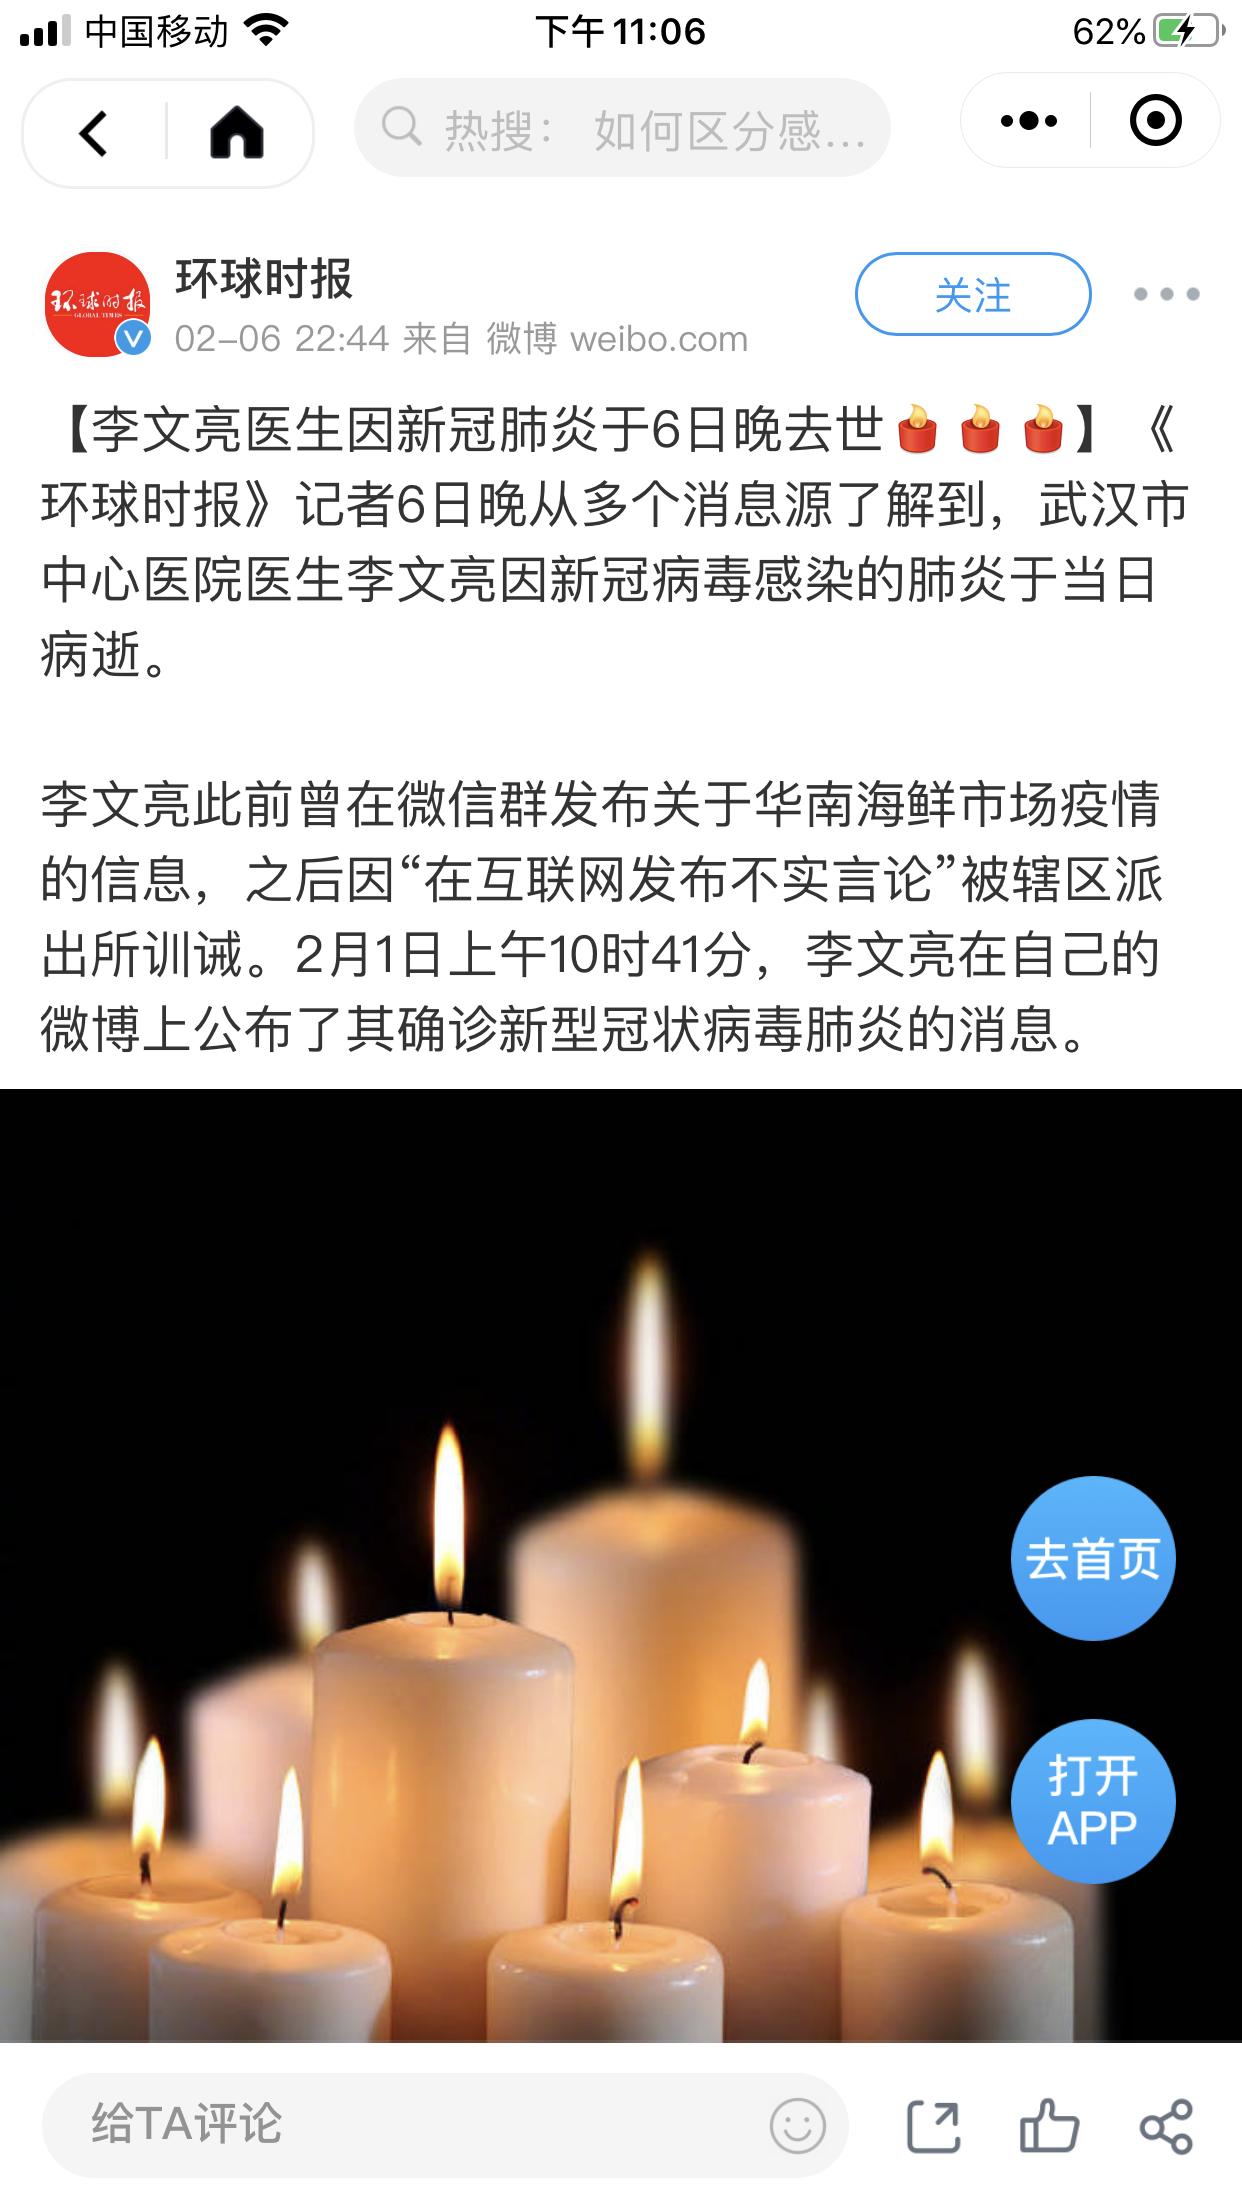 中国移动 下午11:06 62%
热搜： 如何区分感...
环球时报
GLOBAL TIMES
环球时报
关注
02-06 22:44 来自 微博 weibo.com
【李文亮医生因新冠肺炎于6日晚去世🕯🕯🕯】《
环球时报》记者6日晚从多个消息源了解到，武汉市
中心医院医生李文亮因新冠病毒感染的肺炎于当日
病逝。
李文亮此前曾在微信群发布关于华南海鲜市场疫情
的信息，之后因“在互联网发布不实言论”被辖区派
出所训诫。2月1日上午10时41分，李文亮在自己的
微博上公布了其确诊新型冠状病毒肺炎的消息。
去首页
打开
APP
给TA评论